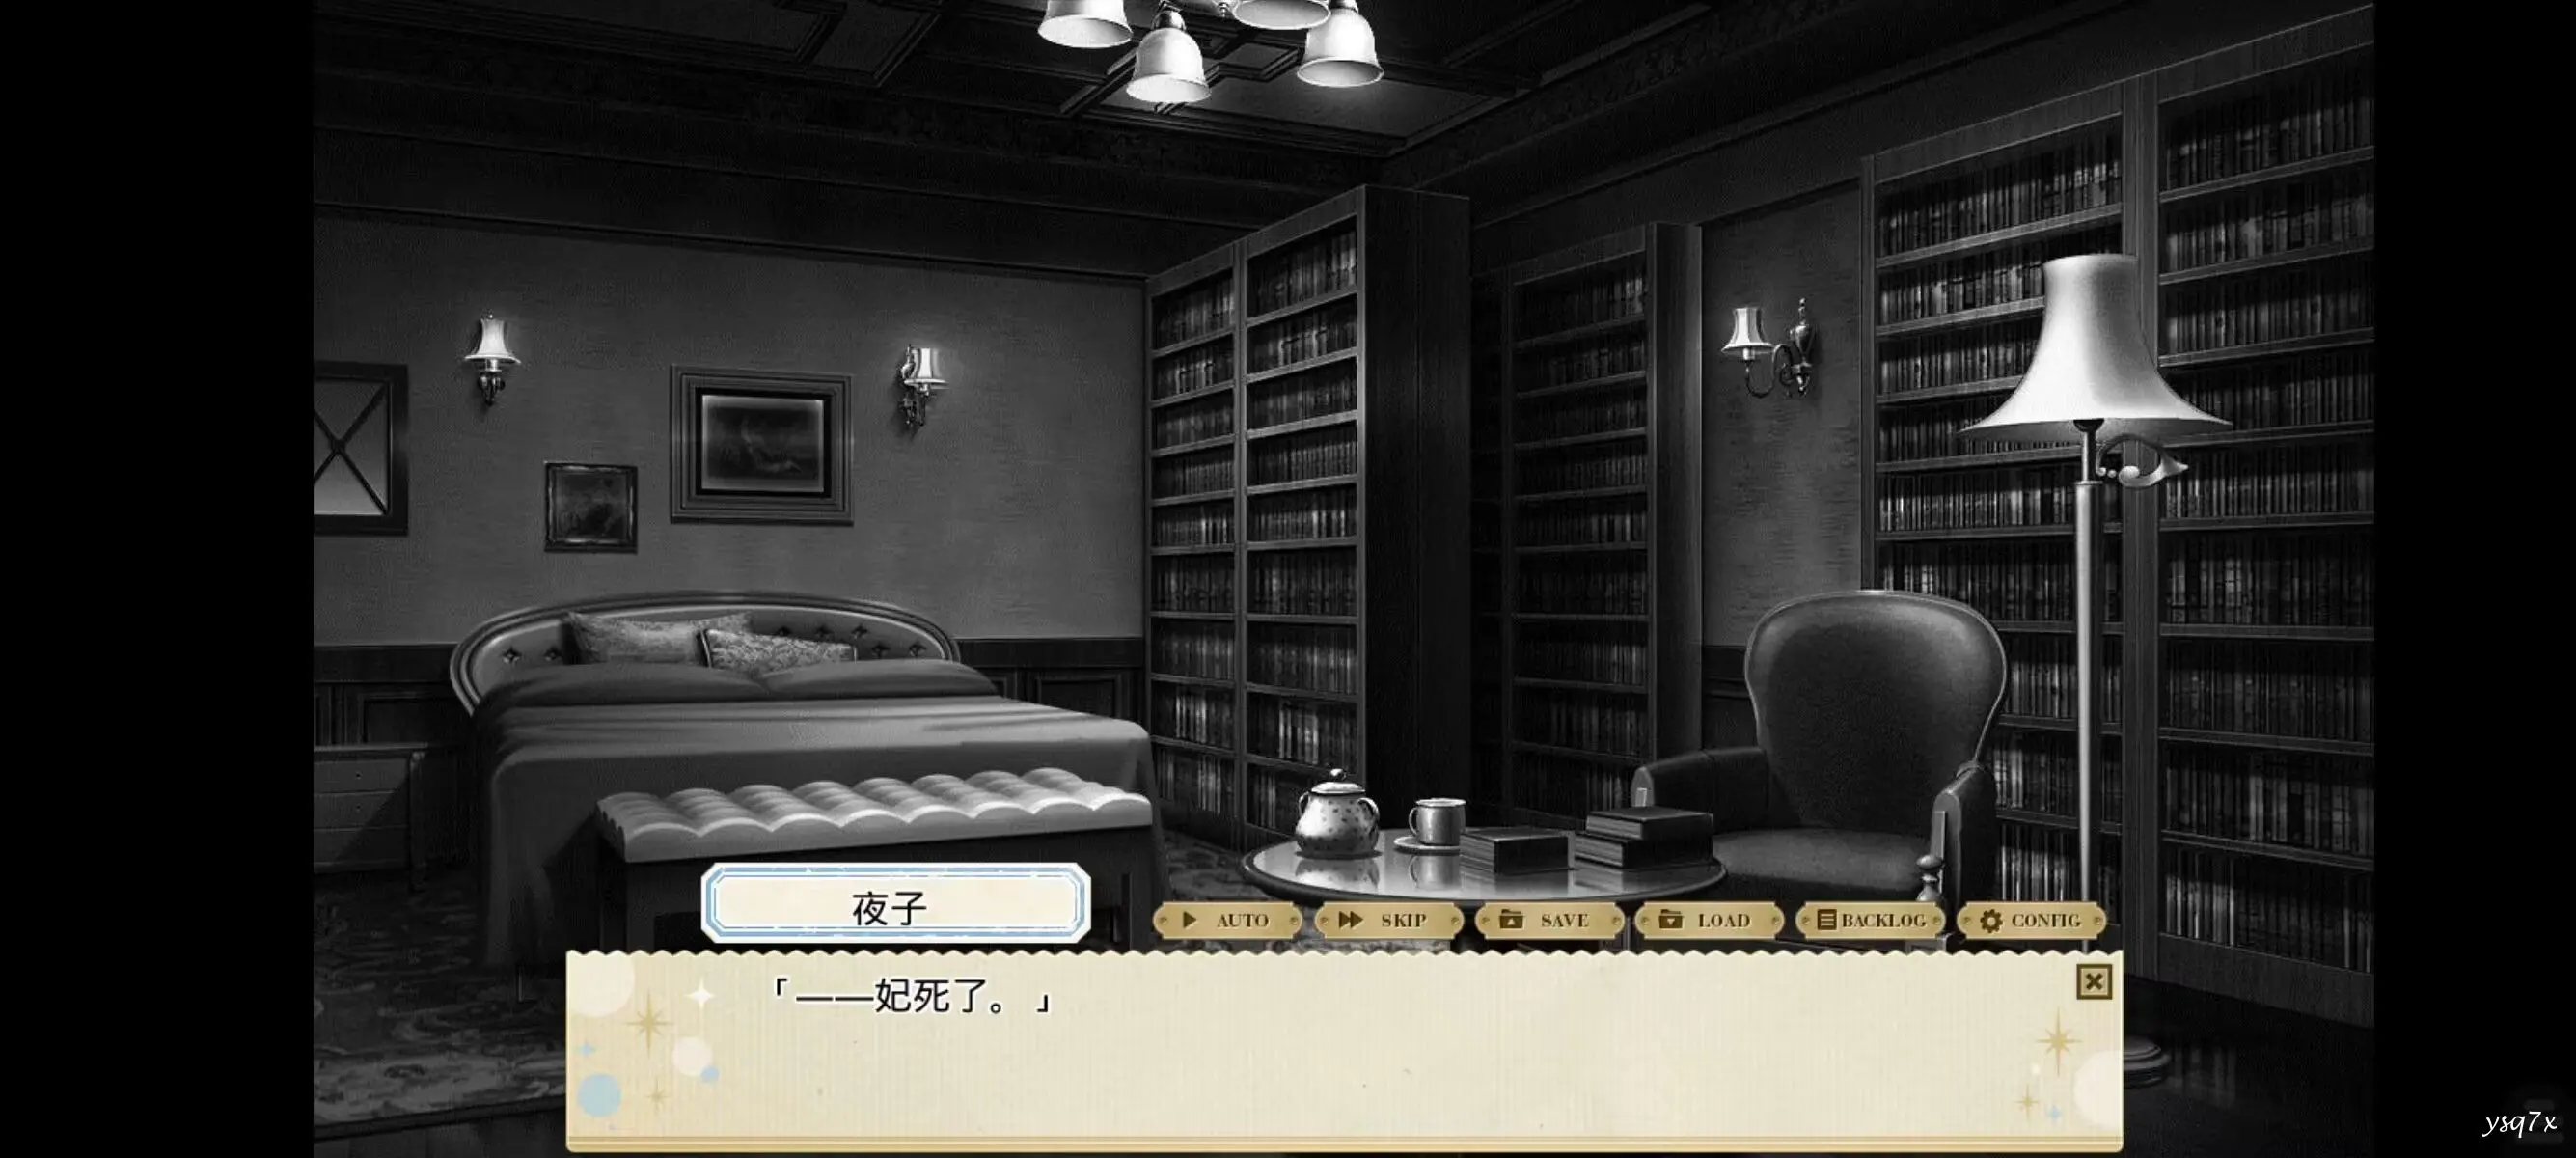 夜子
AUTO
SKIP
SAVE
LOAD
BACKLOG
CONFIG
「——妃死了。」
ysq7x